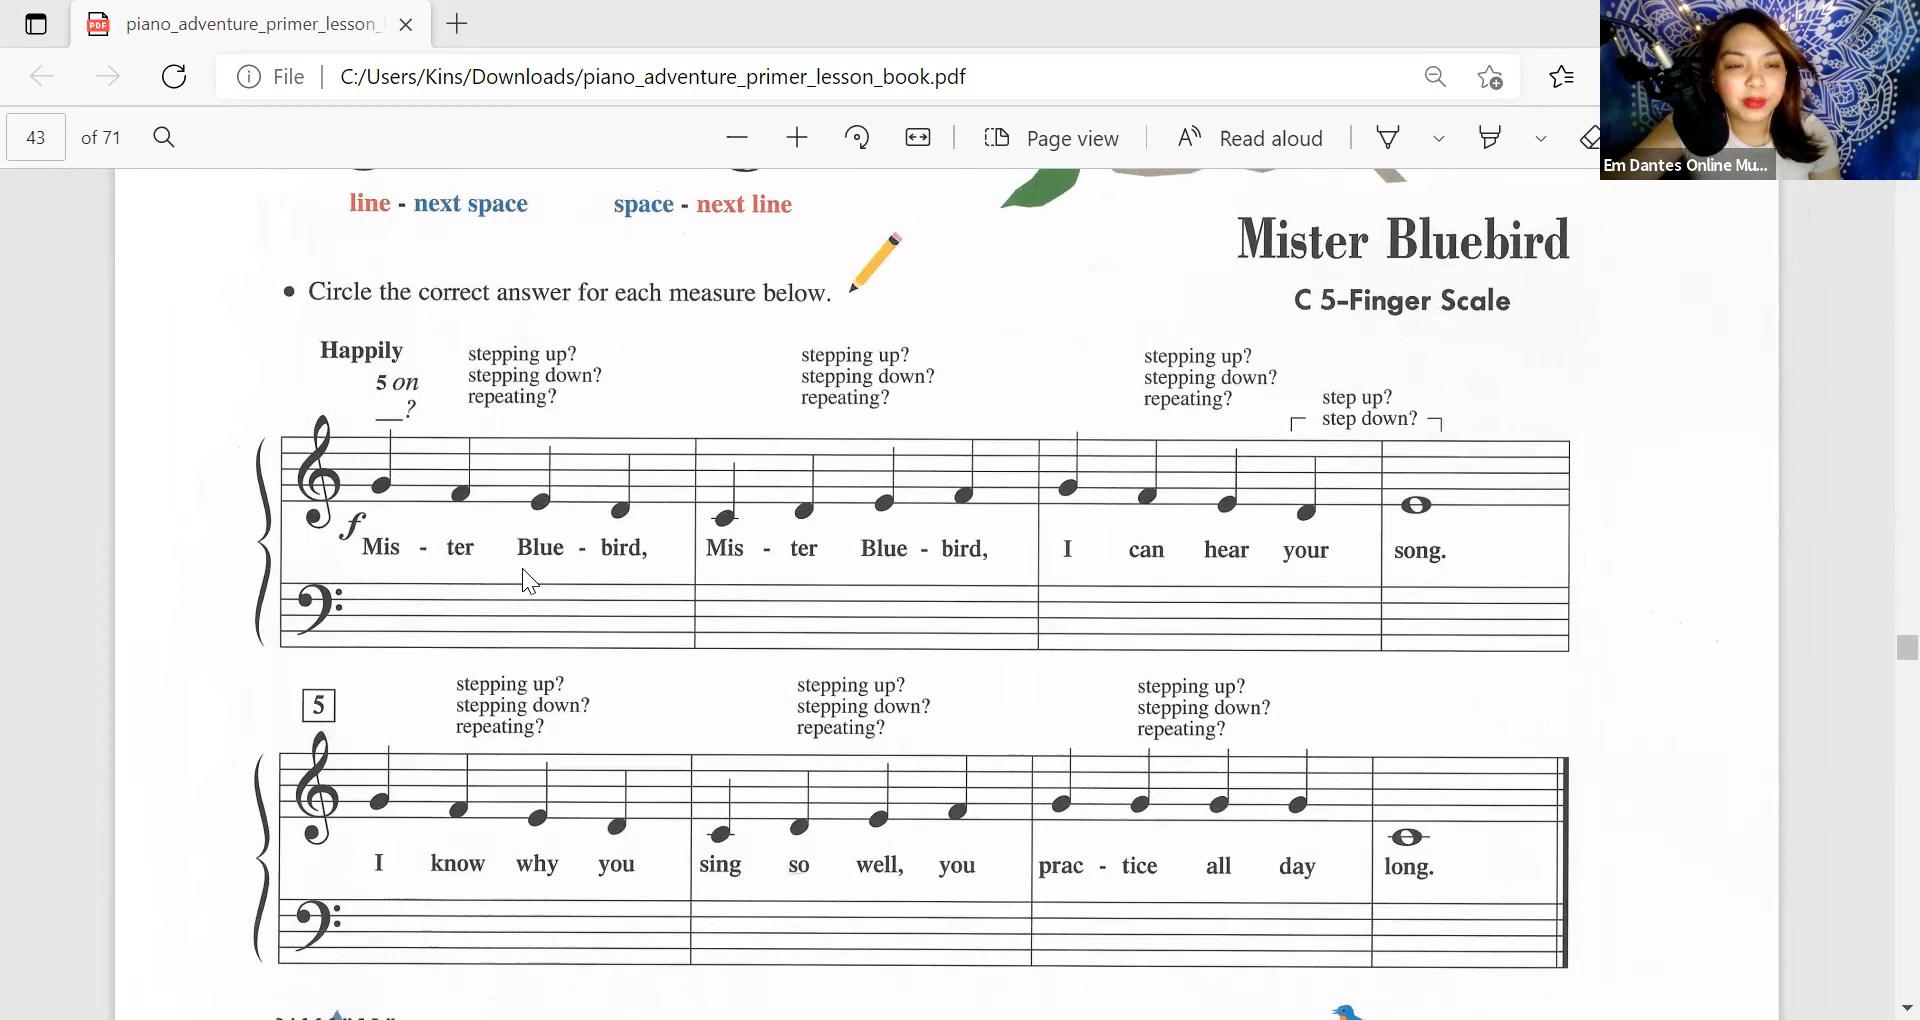 piano_adventure_primer_lesson_
File
C:/Users/Kins/Downloads/piano_adventure_primer_lesson_book.pdf
43 of 71
Page view
Read aloud
Em Dantes Online Mu...
line - next space
space - next line
Mister Bluebird
• Circle the correct answer for each measure below.
C 5-Finger Scale
Happily
5 on
__?
stepping up?
stepping down?
repeating?
stepping up?
stepping down?
repeating?
stepping up?
stepping down?
repeating?
step up?
step down?
f
Mis - ter Blue - bird, Mis - ter Blue - bird, I can hear your song.
5
stepping up?
stepping down?
repeating?
stepping up?
stepping down?
repeating?
stepping up?
stepping down?
repeating?
I know why you sing so well, you prac - tice all day long.